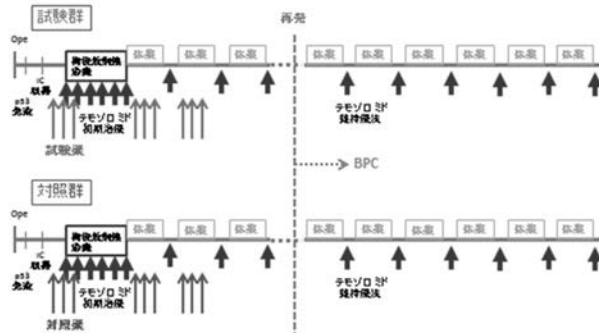 試験群
再発
Ope
休薬 休薬 休薬 休薬 休薬 休薬 休薬 休薬 休薬
術後放射線
治療
IC
取得
p53
免染
テモゾロミド
初期治療
テモゾロミド
維持療法
試験薬
BPC
対照群
Ope
休薬 休薬 休薬 休薬 休薬 休薬 休薬 休薬 休薬
術後放射線
治療
IC
取得
p53
免染
テモゾロミド
初期治療
テモゾロミド
維持療法
対照薬